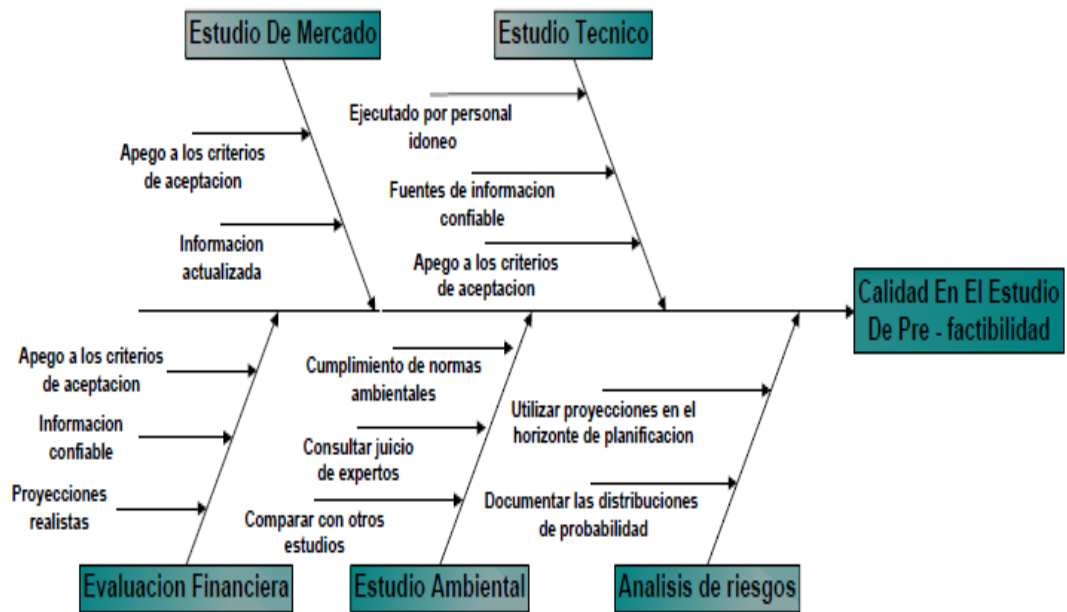 Estudio De Mercado
Estudio Tecnico
Ejecutado por personal
idoneo
Apego a los criterios
de aceptacion
Fuentes de informacion
confiable
Informacion
actualizada
Apego a los criterios
de aceptacion
Calidad En El Estudio
De Pre - factibilidad
Apego a los criterios
de aceptacion
Cumplimiento de normas
ambientales
Utilizar proyecciones en el
horizonte de planificacion
Informacion
confiable
Consultar juicio
de expertos
Proyecciones
realistas
Comparar con otros
estudios
Documentar las distribuciones
de probabilidad
Evaluacion Financiera
Estudio Ambiental
Analisis de riesgos